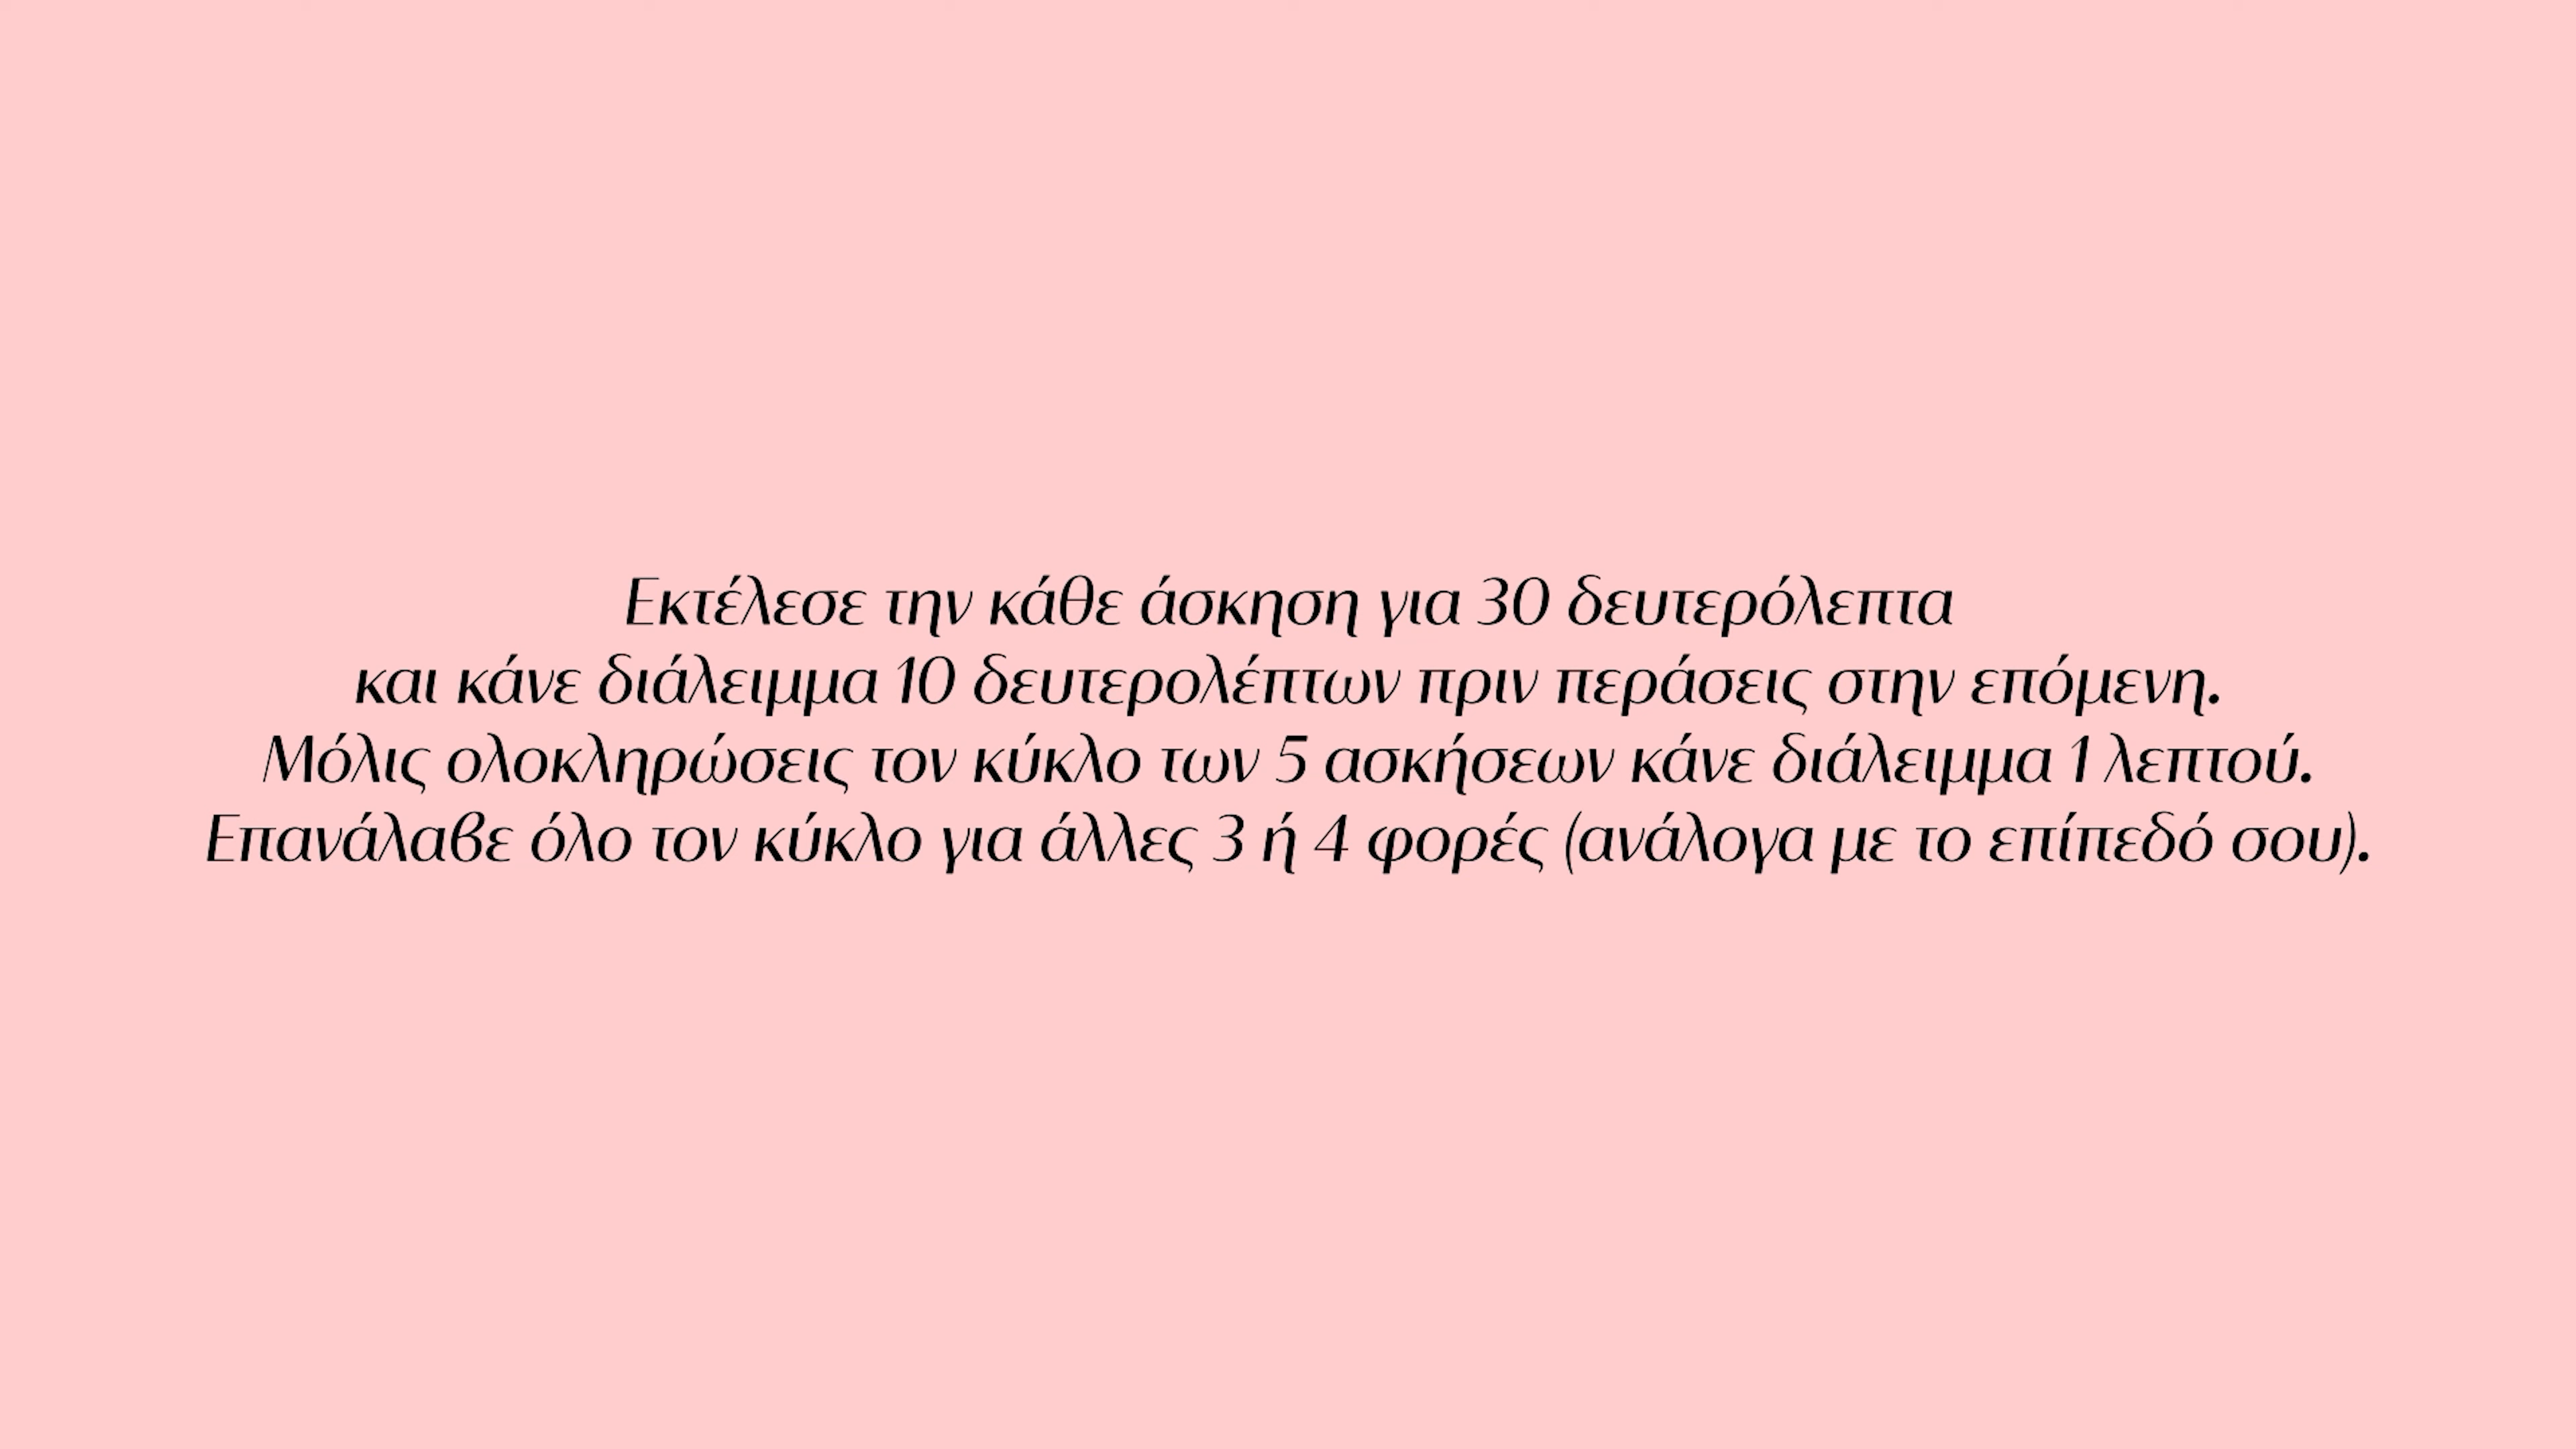 Εκτέλεσε την κάθε άσκηση για 30 δευτερόλεπτα
και κάνε διάλειμμα 10 δευτερολέπτων πριν περάσεις στην επόμενη.
Μόλις ολοκληρώσεις τον κύκλο των 5 ασκήσεων κάνε διάλειμμα 1 λεπτού.
Επανάλαβε όλο τον κύκλο για άλλες 3 ή 4 φορές (ανάλογα με το επίπεδό σου).